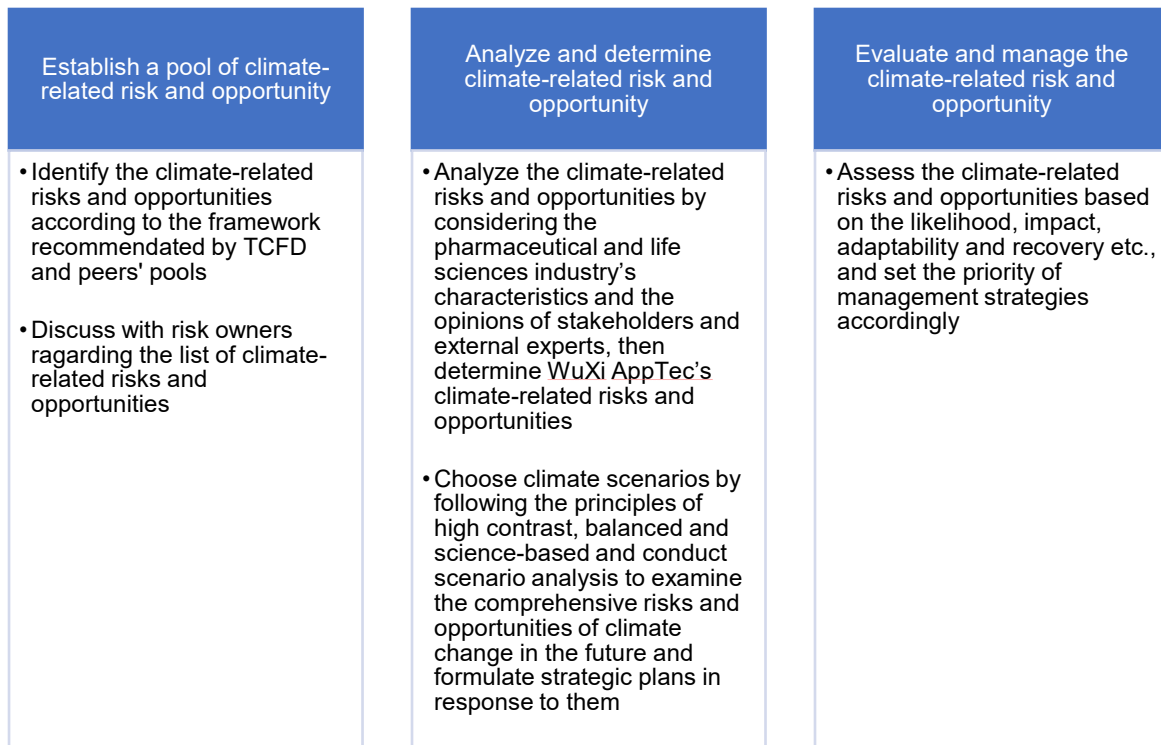 Establish a pool of climate-
related risk and opportunity
• Identify the climate-related
risks and opportunities
according to the framework
recommendated by TCFD
and peers' pools
• Discuss with risk owners
ragarding the list of climate-
related risks and
opportunities
Analyze and determine
climate-related risk and
opportunity
• Analyze the climate-related
risks and opportunities by
considering the
pharmaceutical and life
sciences industry’s
characteristics and the
opinions of stakeholders and
external experts, then
determine WuXi AppTec’s
climate-related risks and
opportunities
• Choose climate scenarios by
following the principles of
high contrast, balanced and
science-based and conduct
scenario analysis to examine
the comprehensive risks and
opportunities of climate
change in the future and
formulate strategic plans in
response to them
Evaluate and manage the
climate-related risk and
opportunity
• Assess the climate-related
risks and opportunities based
on the likelihood, impact,
adaptability and recovery etc.,
and set the priority of
management strategies
accordingly